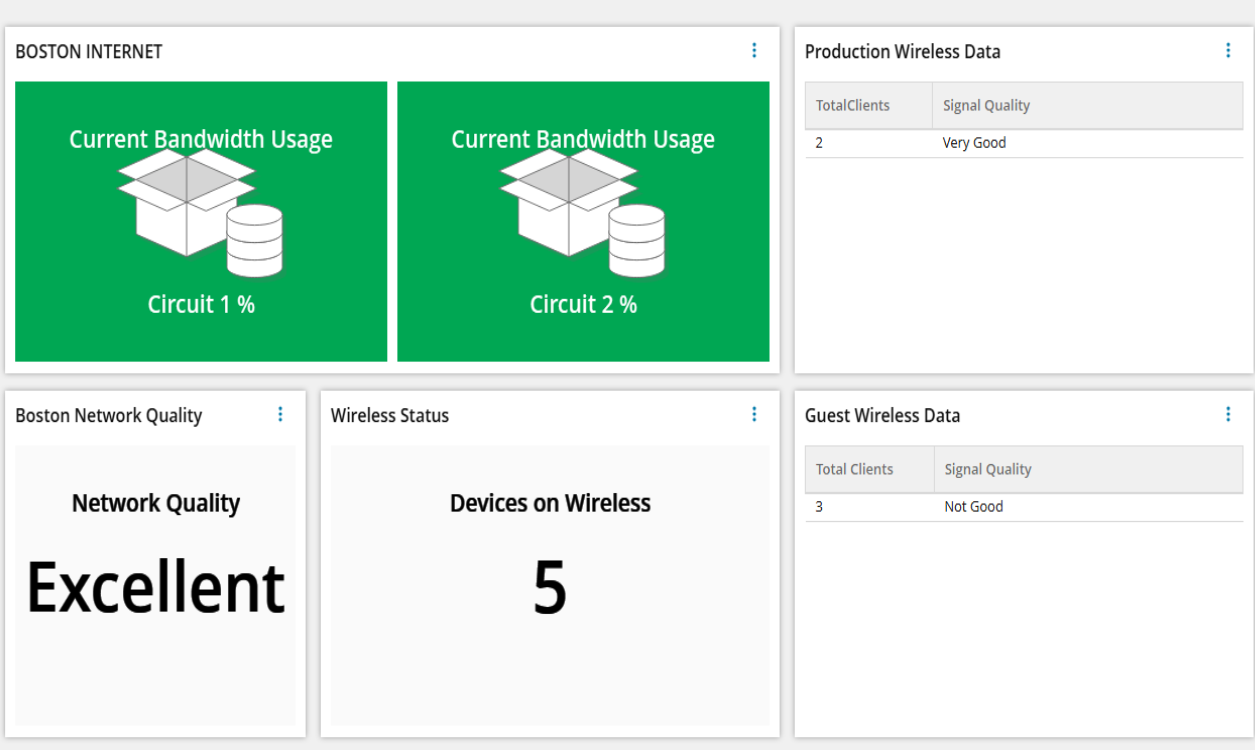 BOSTON INTERNET
Current Bandwidth Usage
Circuit 1 %
Current Bandwidth Usage
Circuit 2 %
Production Wireless Data
TotalClients Signal Quality
2 Very Good
Boston Network Quality
Network Quality
Excellent
Wireless Status
Devices on Wireless
5
Guest Wireless Data
Total Clients Signal Quality
3 Not Good